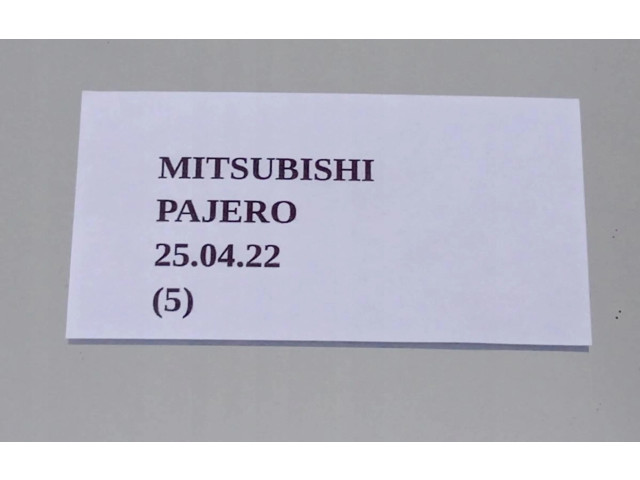 MITSUBISHI
PAJERO
25.04.22
(5)